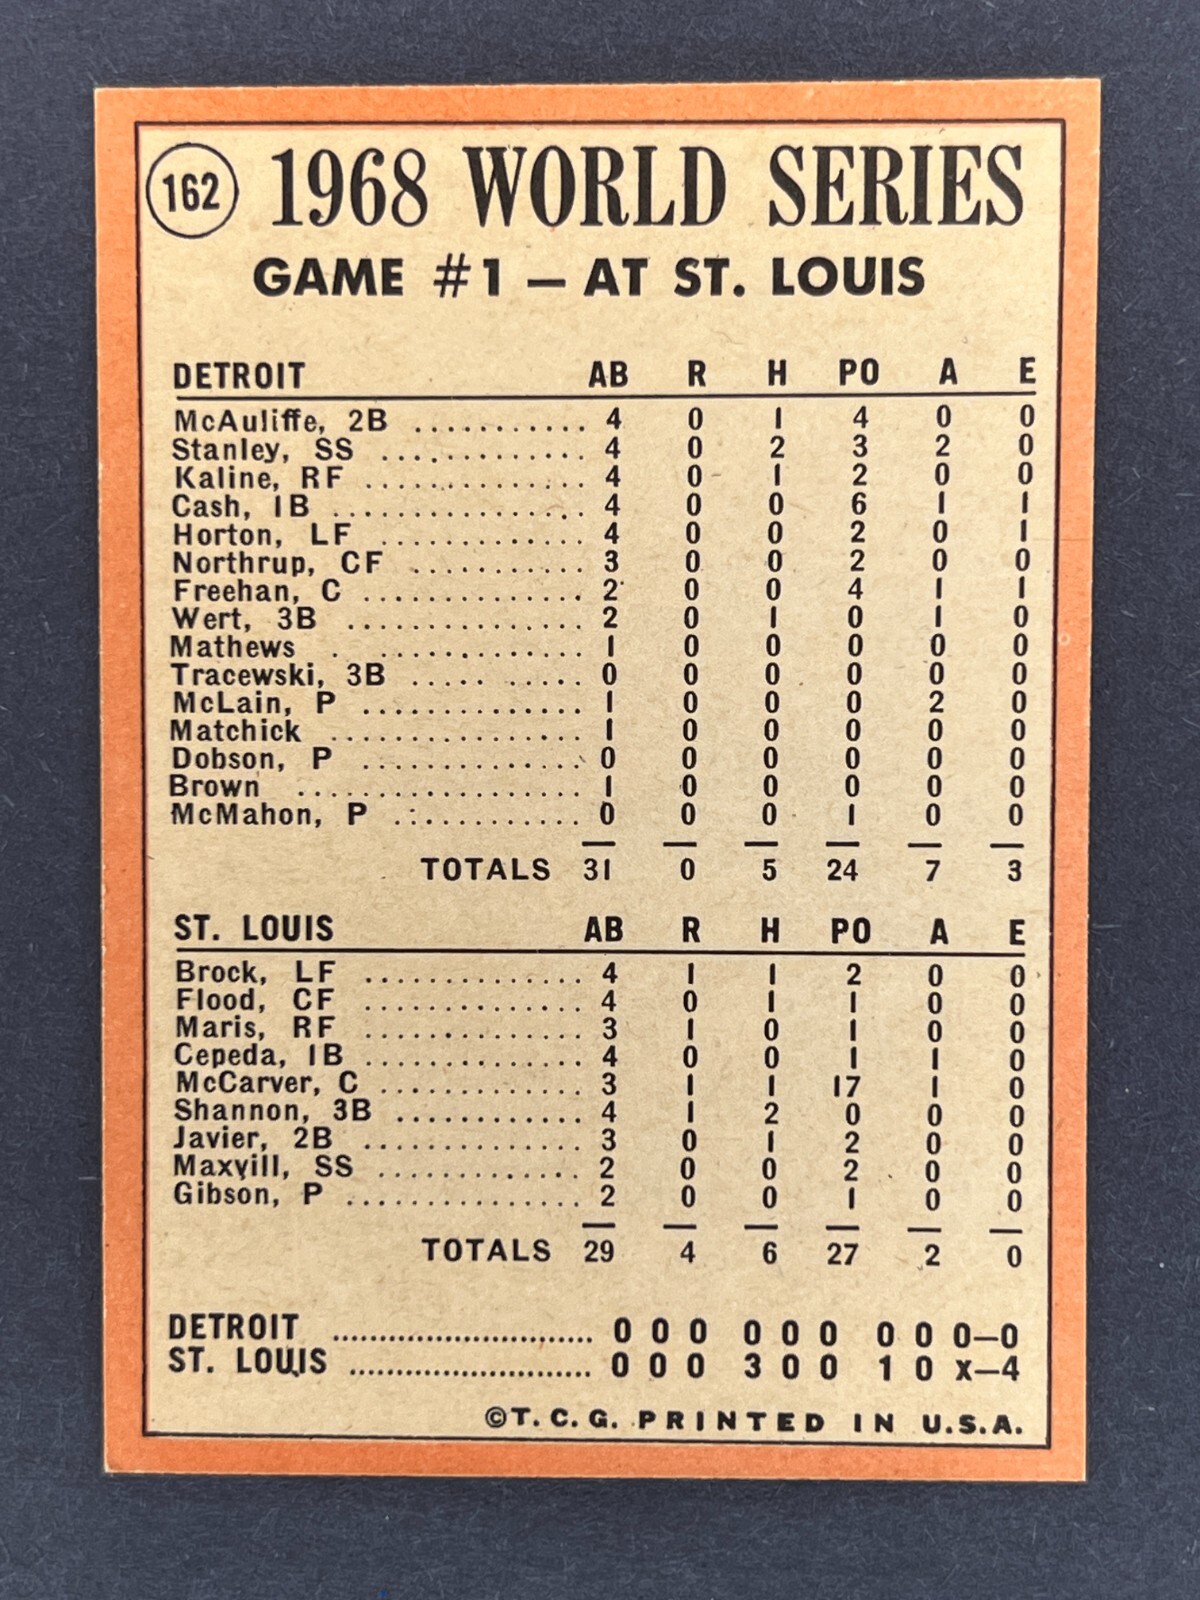 162 1968 WORLD SERIES
GAME #1 – AT ST. LOUIS
DETROIT AB R H PO A E
McAuliffe, 2B ........... 4 0 1 4 0 0
Stanley, SS ............. 4 0 2 3 2 0
Kaline, RF .............. 4 0 1 2 0 0
Cash, 1B ................ 4 0 0 6 1 1
Horton, LF ............. 4 0 0 2 0 1
Northrup, CF ........... 3 0 0 2 0 0
Freehan, C .............. 2 0 0 4 1 1
Wert, 3B ............... 2 0 1 0 1 0
Mathews ............... 1 0 0 0 0 0
Tracewski, 3B ..... ..... 0 0 0 0 0 0
McLain, P .............. 1 0 0 0 2 0
Matchick ................ 1 0 0 0 0 0
Dobson, P .............. 0 0 0 0 0 0
Brown .................. 1 0 0 0 0 0
McMahon, P ............ 0 0 0 1 0 0
TOTALS 31 0 5 24 7 3
ST. LOUIS AB R H PO A E
Brock, LF .............. 4 1 1 2 0 0
Flood, CF .............. 4 0 1 1 0 0
Maris, RF .............. 3 1 0 1 0 0
Cepeda, 1B .............. 4 0 0 1 1 0
McCarver, C ............. 3 1 1 17 1 0
Shannon, 3B ............ 4 1 2 0 0 0
Javier, 2B .............. 3 0 1 2 0 0
Maxvill, SS ............. 2 0 0 2 0 0
Gibson, P ............... 2 0 0 1 0 0
TOTALS 29 4 6 27 2 0
DETROIT ............................ 0 0 0 0 0 0 0 0 0–0
ST. LOUIS .......................... 0 0 0 3 0 0 1 0 x–4
©T.C.G. PRINTED IN U.S.A.